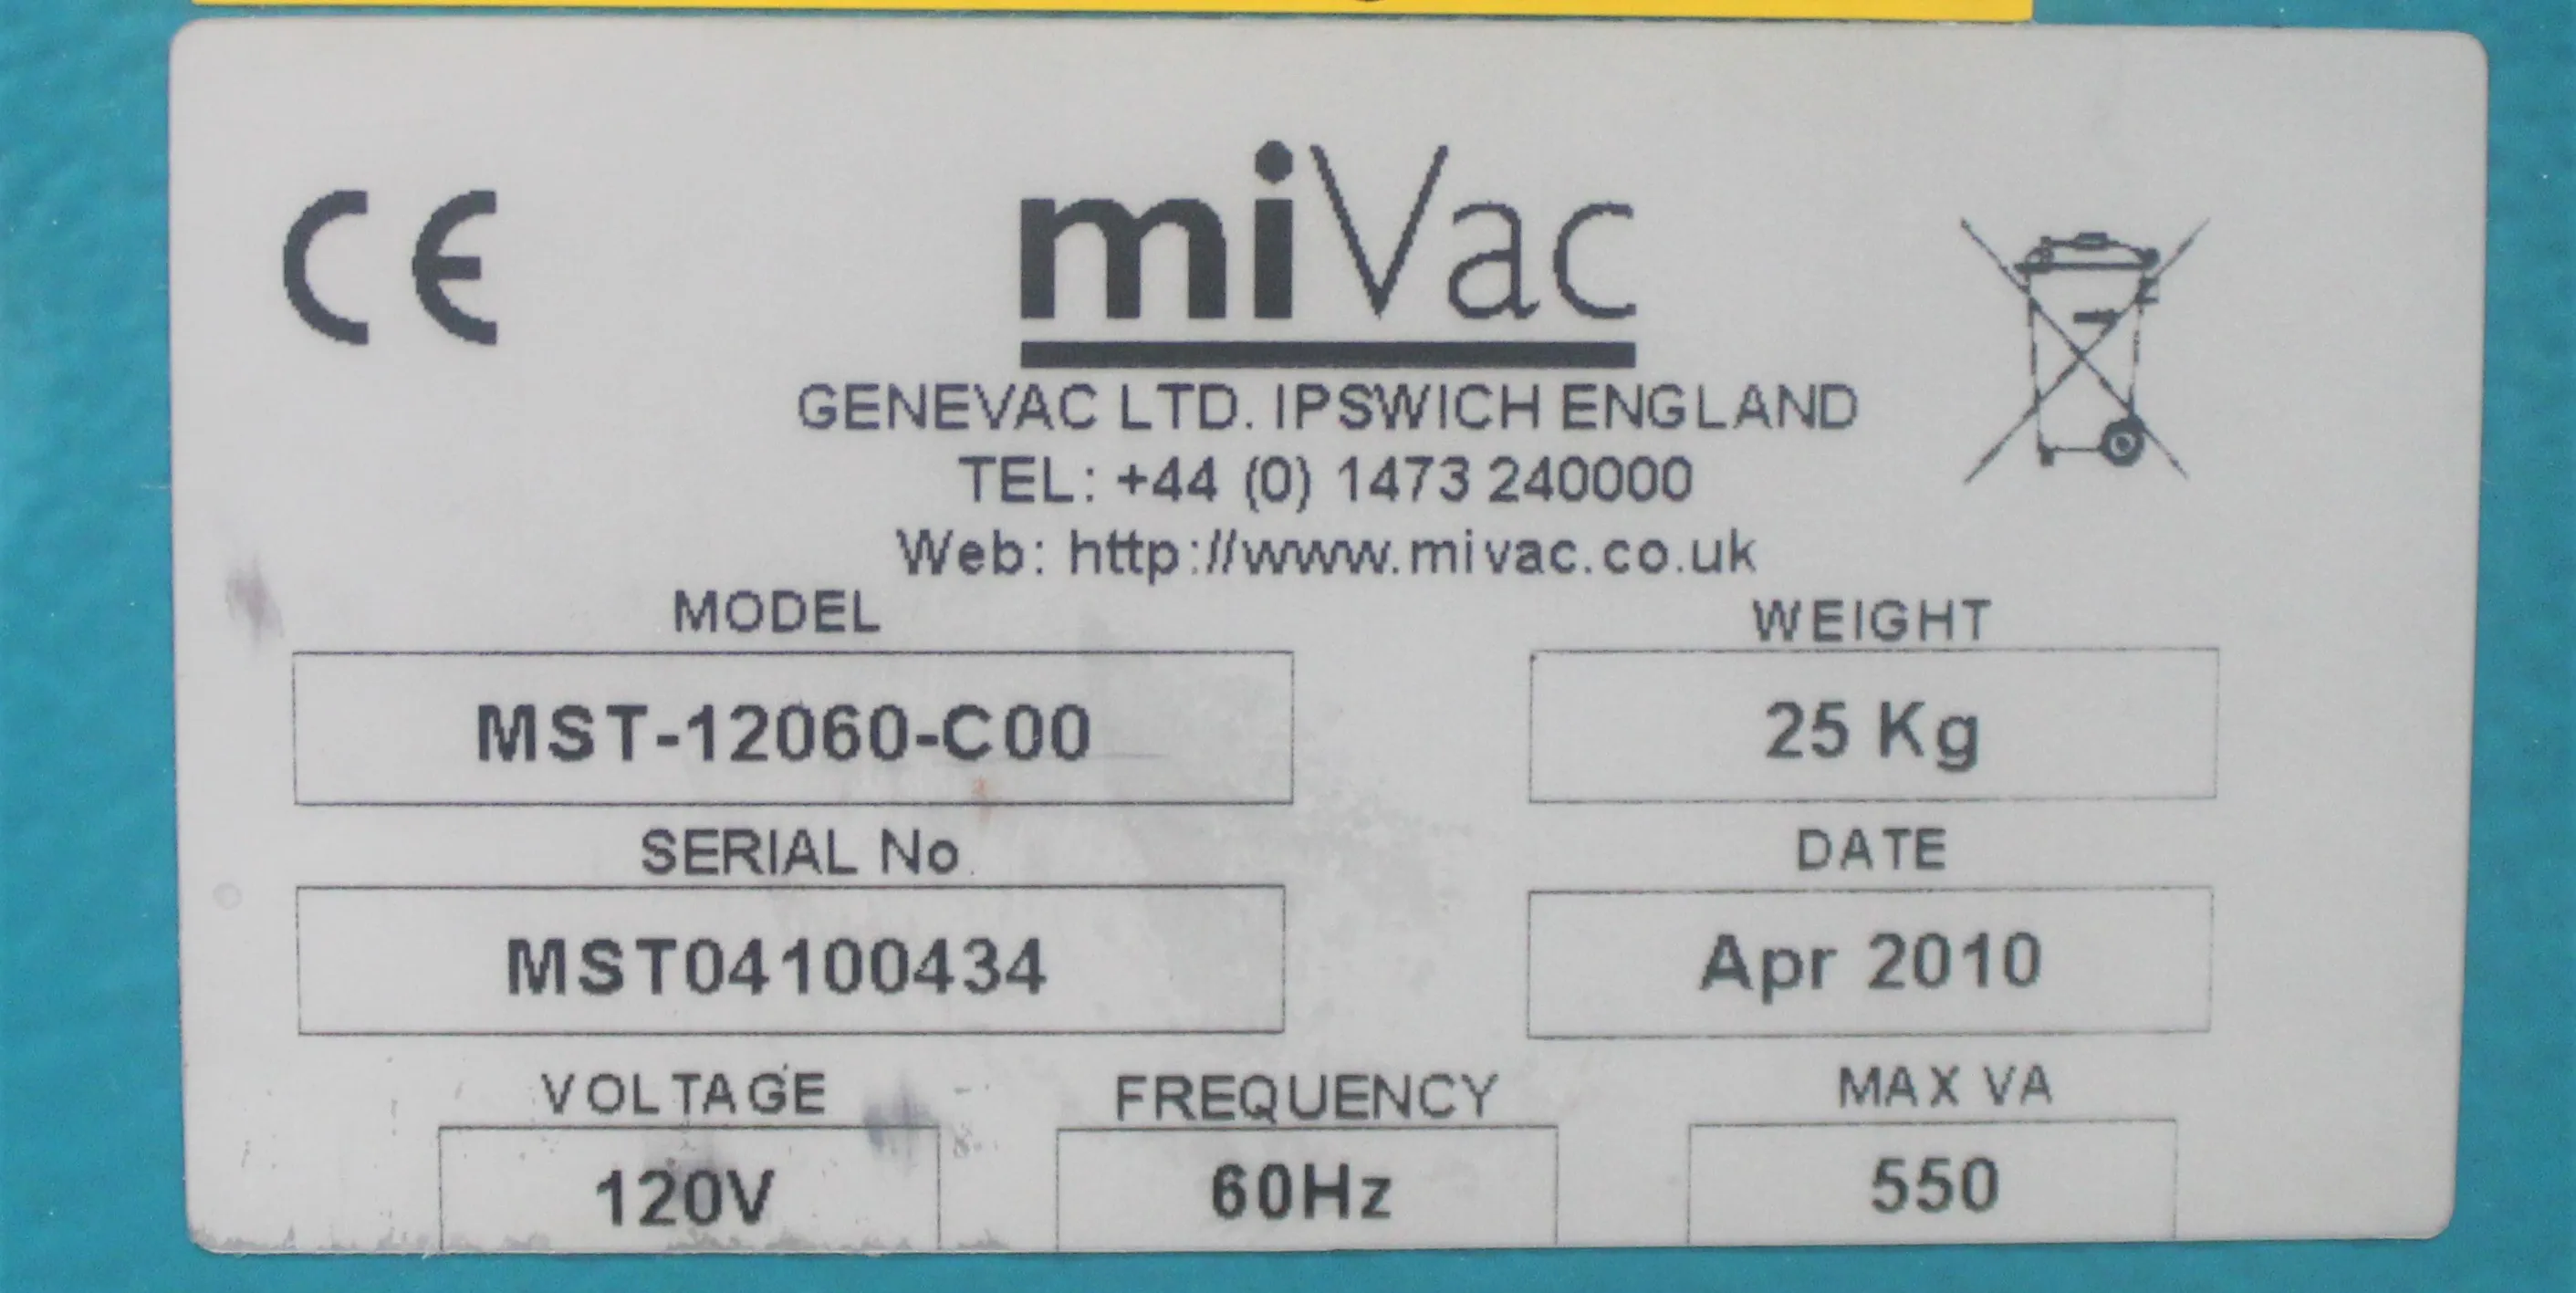 CE
miVac
GENEVAC LTD. IPSWICH ENGLAND
TEL: +44 (0) 1473 240000
Web: http://www.mivac.co.uk
MODEL WEIGHT
MST-12060-C00 25 Kg
SERIAL No. DATE
MST04100434 Apr 2010
VOLTAGE FREQUENCY MAX VA
120V 60Hz 550